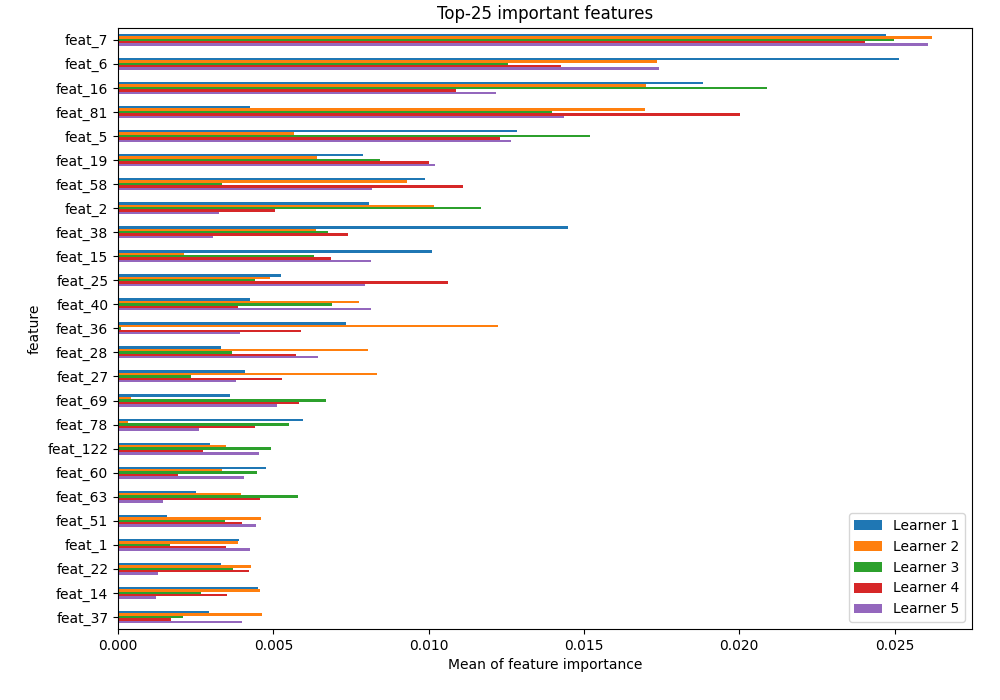 Top-25 important features
feature
feat_7
feat_6
feat_16
feat_81
feat_5
feat_19
feat_58
feat_2
feat_38
feat_15
feat_25
feat_40
feat_36
feat_28
feat_27
feat_69
feat_78
feat_122
feat_60
feat_63
feat_51
feat_1
feat_22
feat_14
feat_37
Learner 1
Learner 2
Learner 3
Learner 4
Learner 5
0.000 0.005 0.010 0.015 0.020 0.025
Mean of feature importance